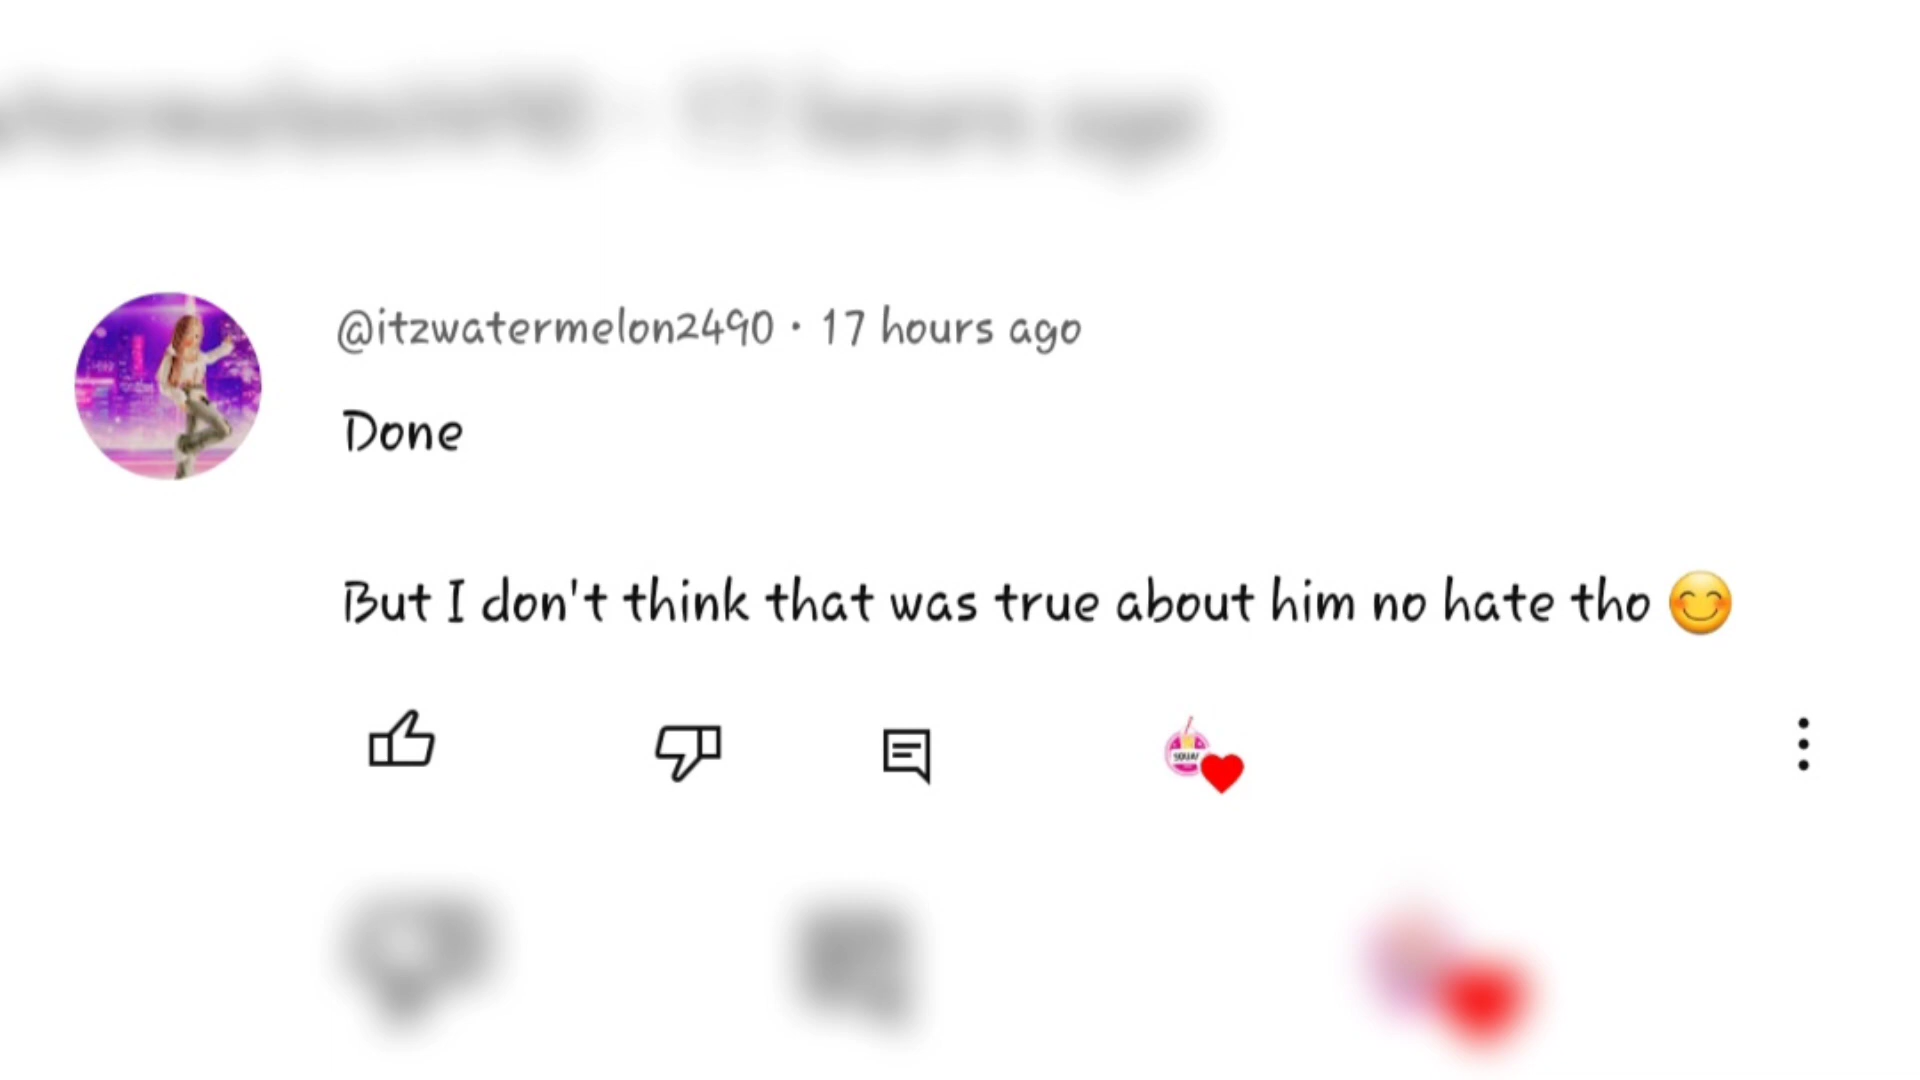 @itzwatermelon2490 · 17 hours ago
Done
But I don't think that was true about him no hate tho 😊